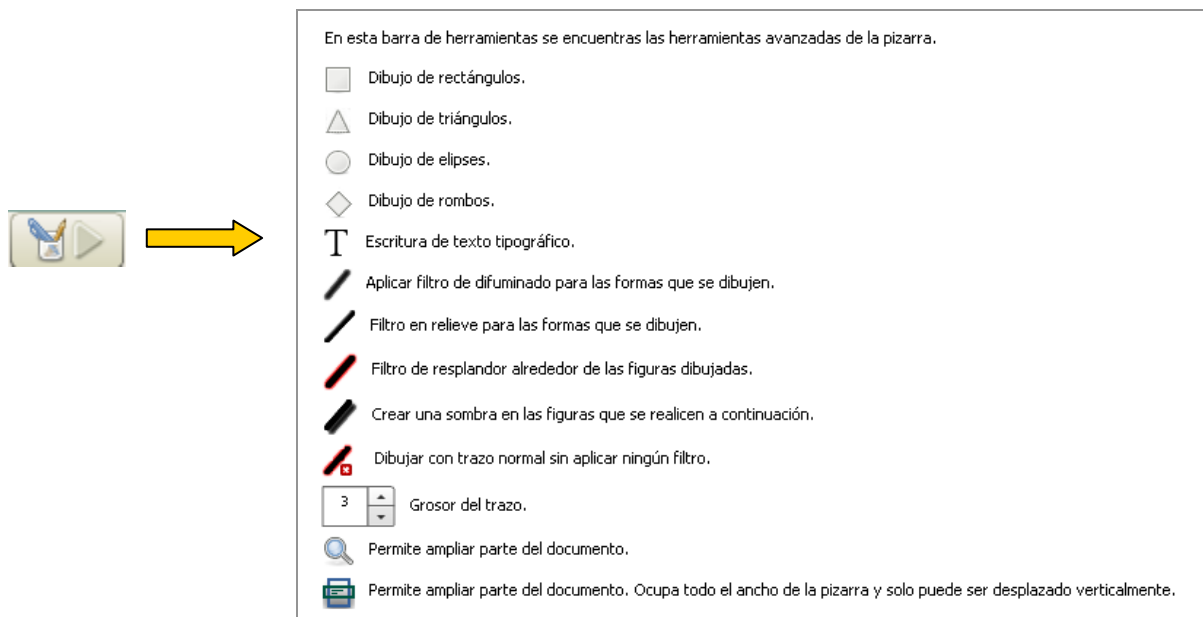 En esta barra de herramientas se encuentras las herramientas avanzadas de la pizarra.
Dibujo de rectángulos.
Dibujo de triángulos.
Dibujo de elipses.
Dibujo de rombos.
T Escritura de texto tipográfico.
Aplicar filtro de difuminado para las formas que se dibujen.
Filtro en relieve para las formas que se dibujen.
Filtro de resplandor alrededor de las figuras dibujadas.
Crear una sombra en las figuras que se realicen a continuación.
Dibujar con trazo normal sin aplicar ningún filtro.
3 Grosor del trazo.
Permite ampliar parte del documento.
Permite ampliar parte del documento. Ocupa todo el ancho de la pizarra y solo puede ser desplazado verticalmente.